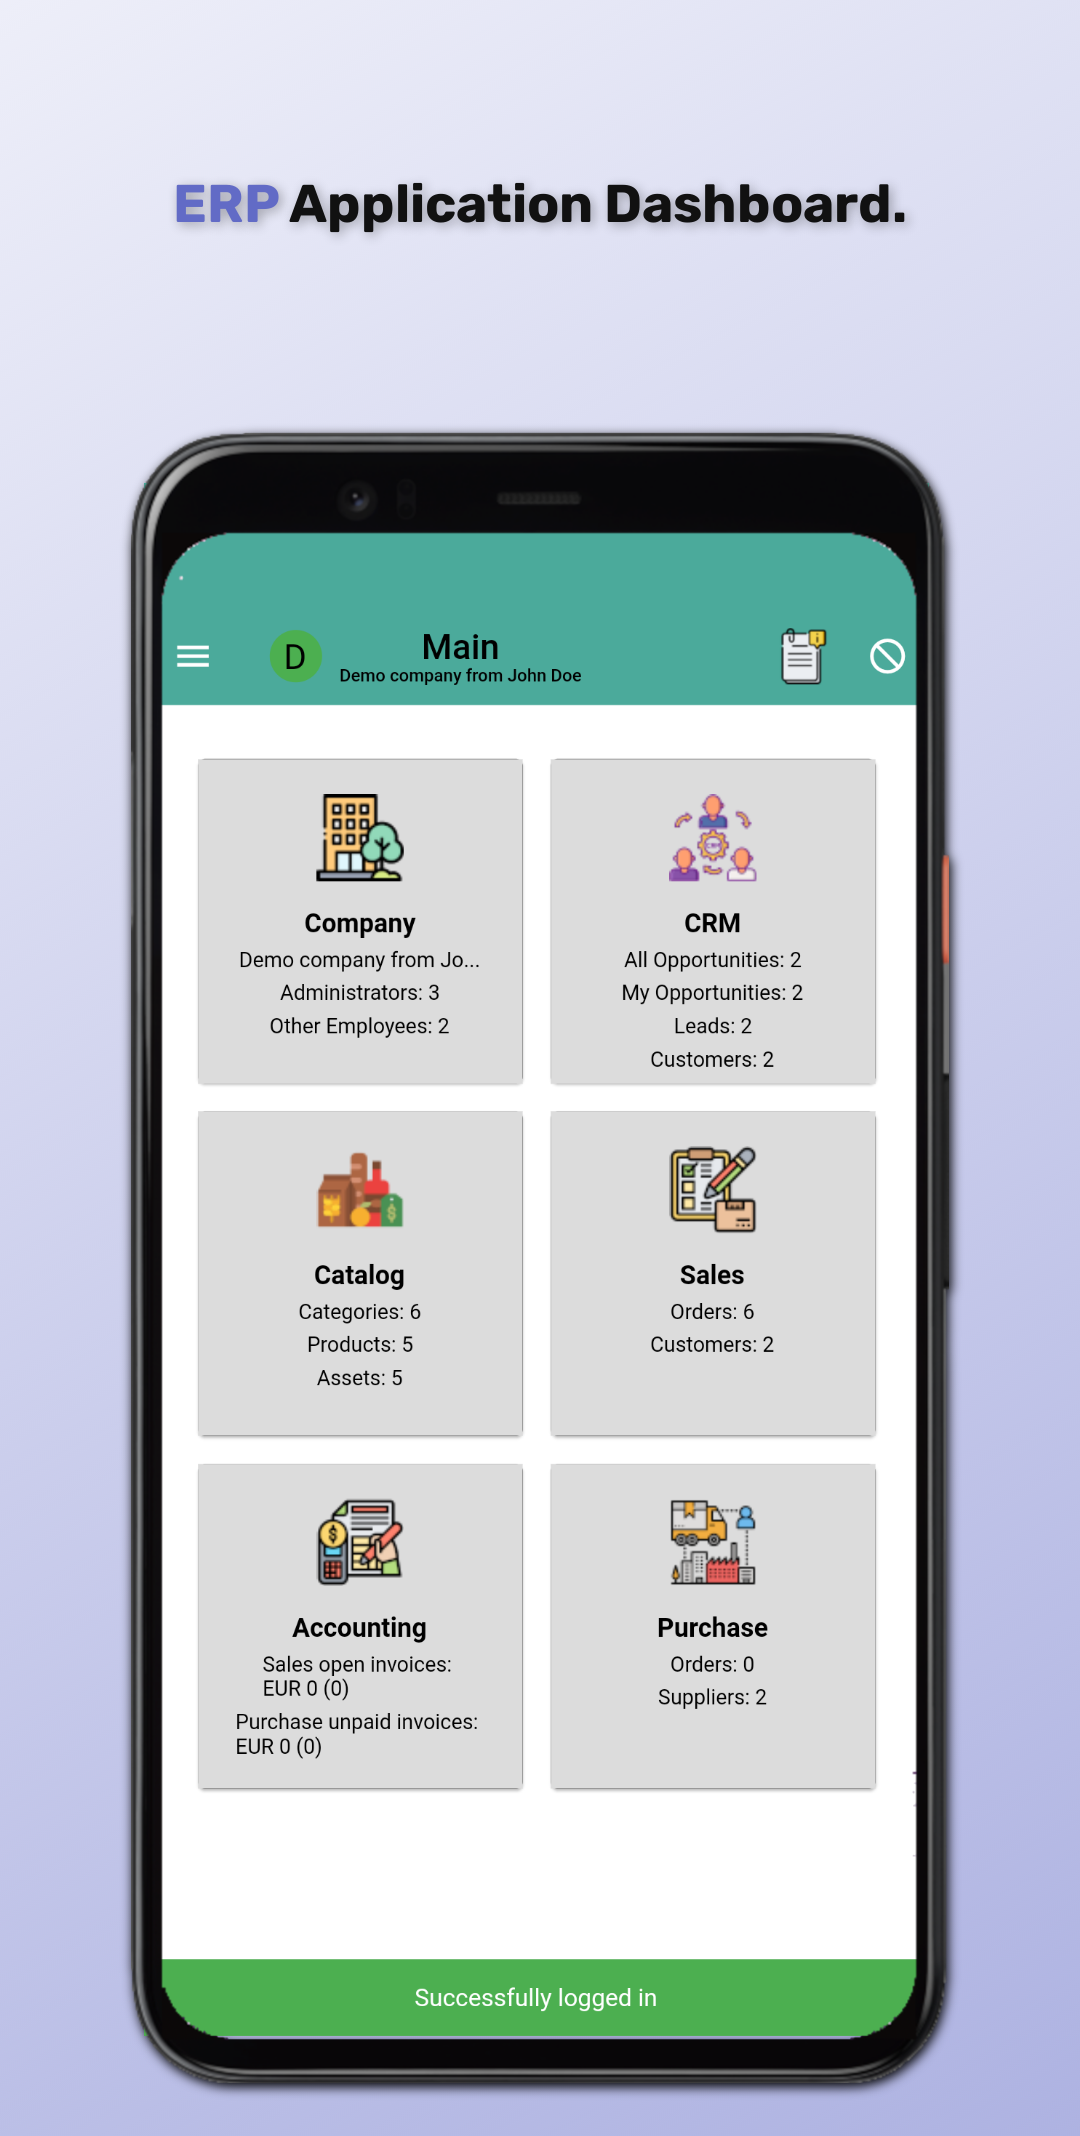 ERP Application Dashboard.
D
Main
Demo company from John Doe
Company
Demo company from Jo...
Administrators: 3
Other Employees: 2
CRM
All Opportunities: 2
My Opportunities: 2
Leads: 2
Customers: 2
Catalog
Categories: 6
Products: 5
Assets: 5
Sales
Orders: 6
Customers: 2
Accounting
Sales open invoices:
EUR 0 (0)
Purchase unpaid invoices:
EUR 0 (0)
Purchase
Orders: 0
Suppliers: 2
Successfully logged in